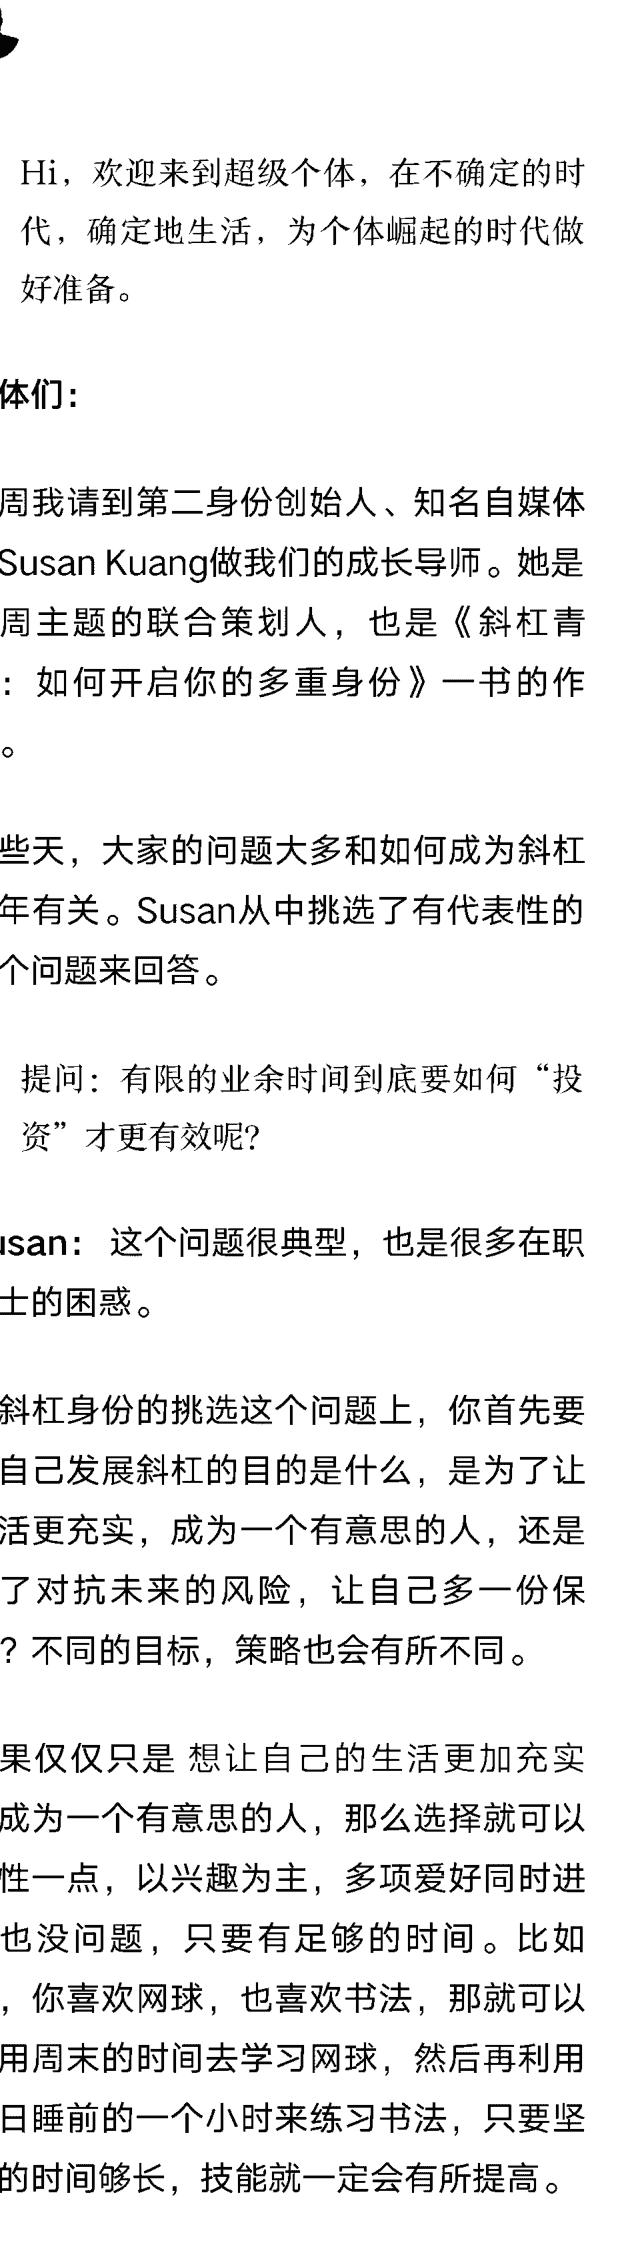 Hi，欢迎来到超级个体，在不确定的时
代，确定地生活，为个体崛起的时代做
好准备。
体们：
周我请到第二身份创始人、知名自媒体
Susan Kuang做我们的成长导师。她是
周主题的联合策划人，也是《斜杠青
：如何开启你的多重身份》一书的作
。
些天，大家的问题大多和如何成为斜杠
年有关。Susan从中挑选了有代表性的
个问题来回答。
提问：有限的业余时间到底要如何“投
资”才更有效呢？
usan： 这个问题很典型，也是很多在职
士的困惑。
斜杠身份的挑选这个问题上，你首先要
自己发展斜杠的目的是什么，是为了让
活更充实，成为一个有意思的人，还是
了对抗未来的风险，让自己多一份保
？不同的目标，策略也会有所不同。
果仅仅只是 想让自己的生活更加充实
成为一个有意思的人，那么选择就可以
性一点，以兴趣为主，多项爱好同时进
也没问题，只要有足够的时间。比如
，你喜欢网球，也喜欢书法，那就可以
用周末的时间去学习网球，然后再利用
日睡前的一个小时来练习书法，只要坚
的时间够长，技能就一定会有所提高。